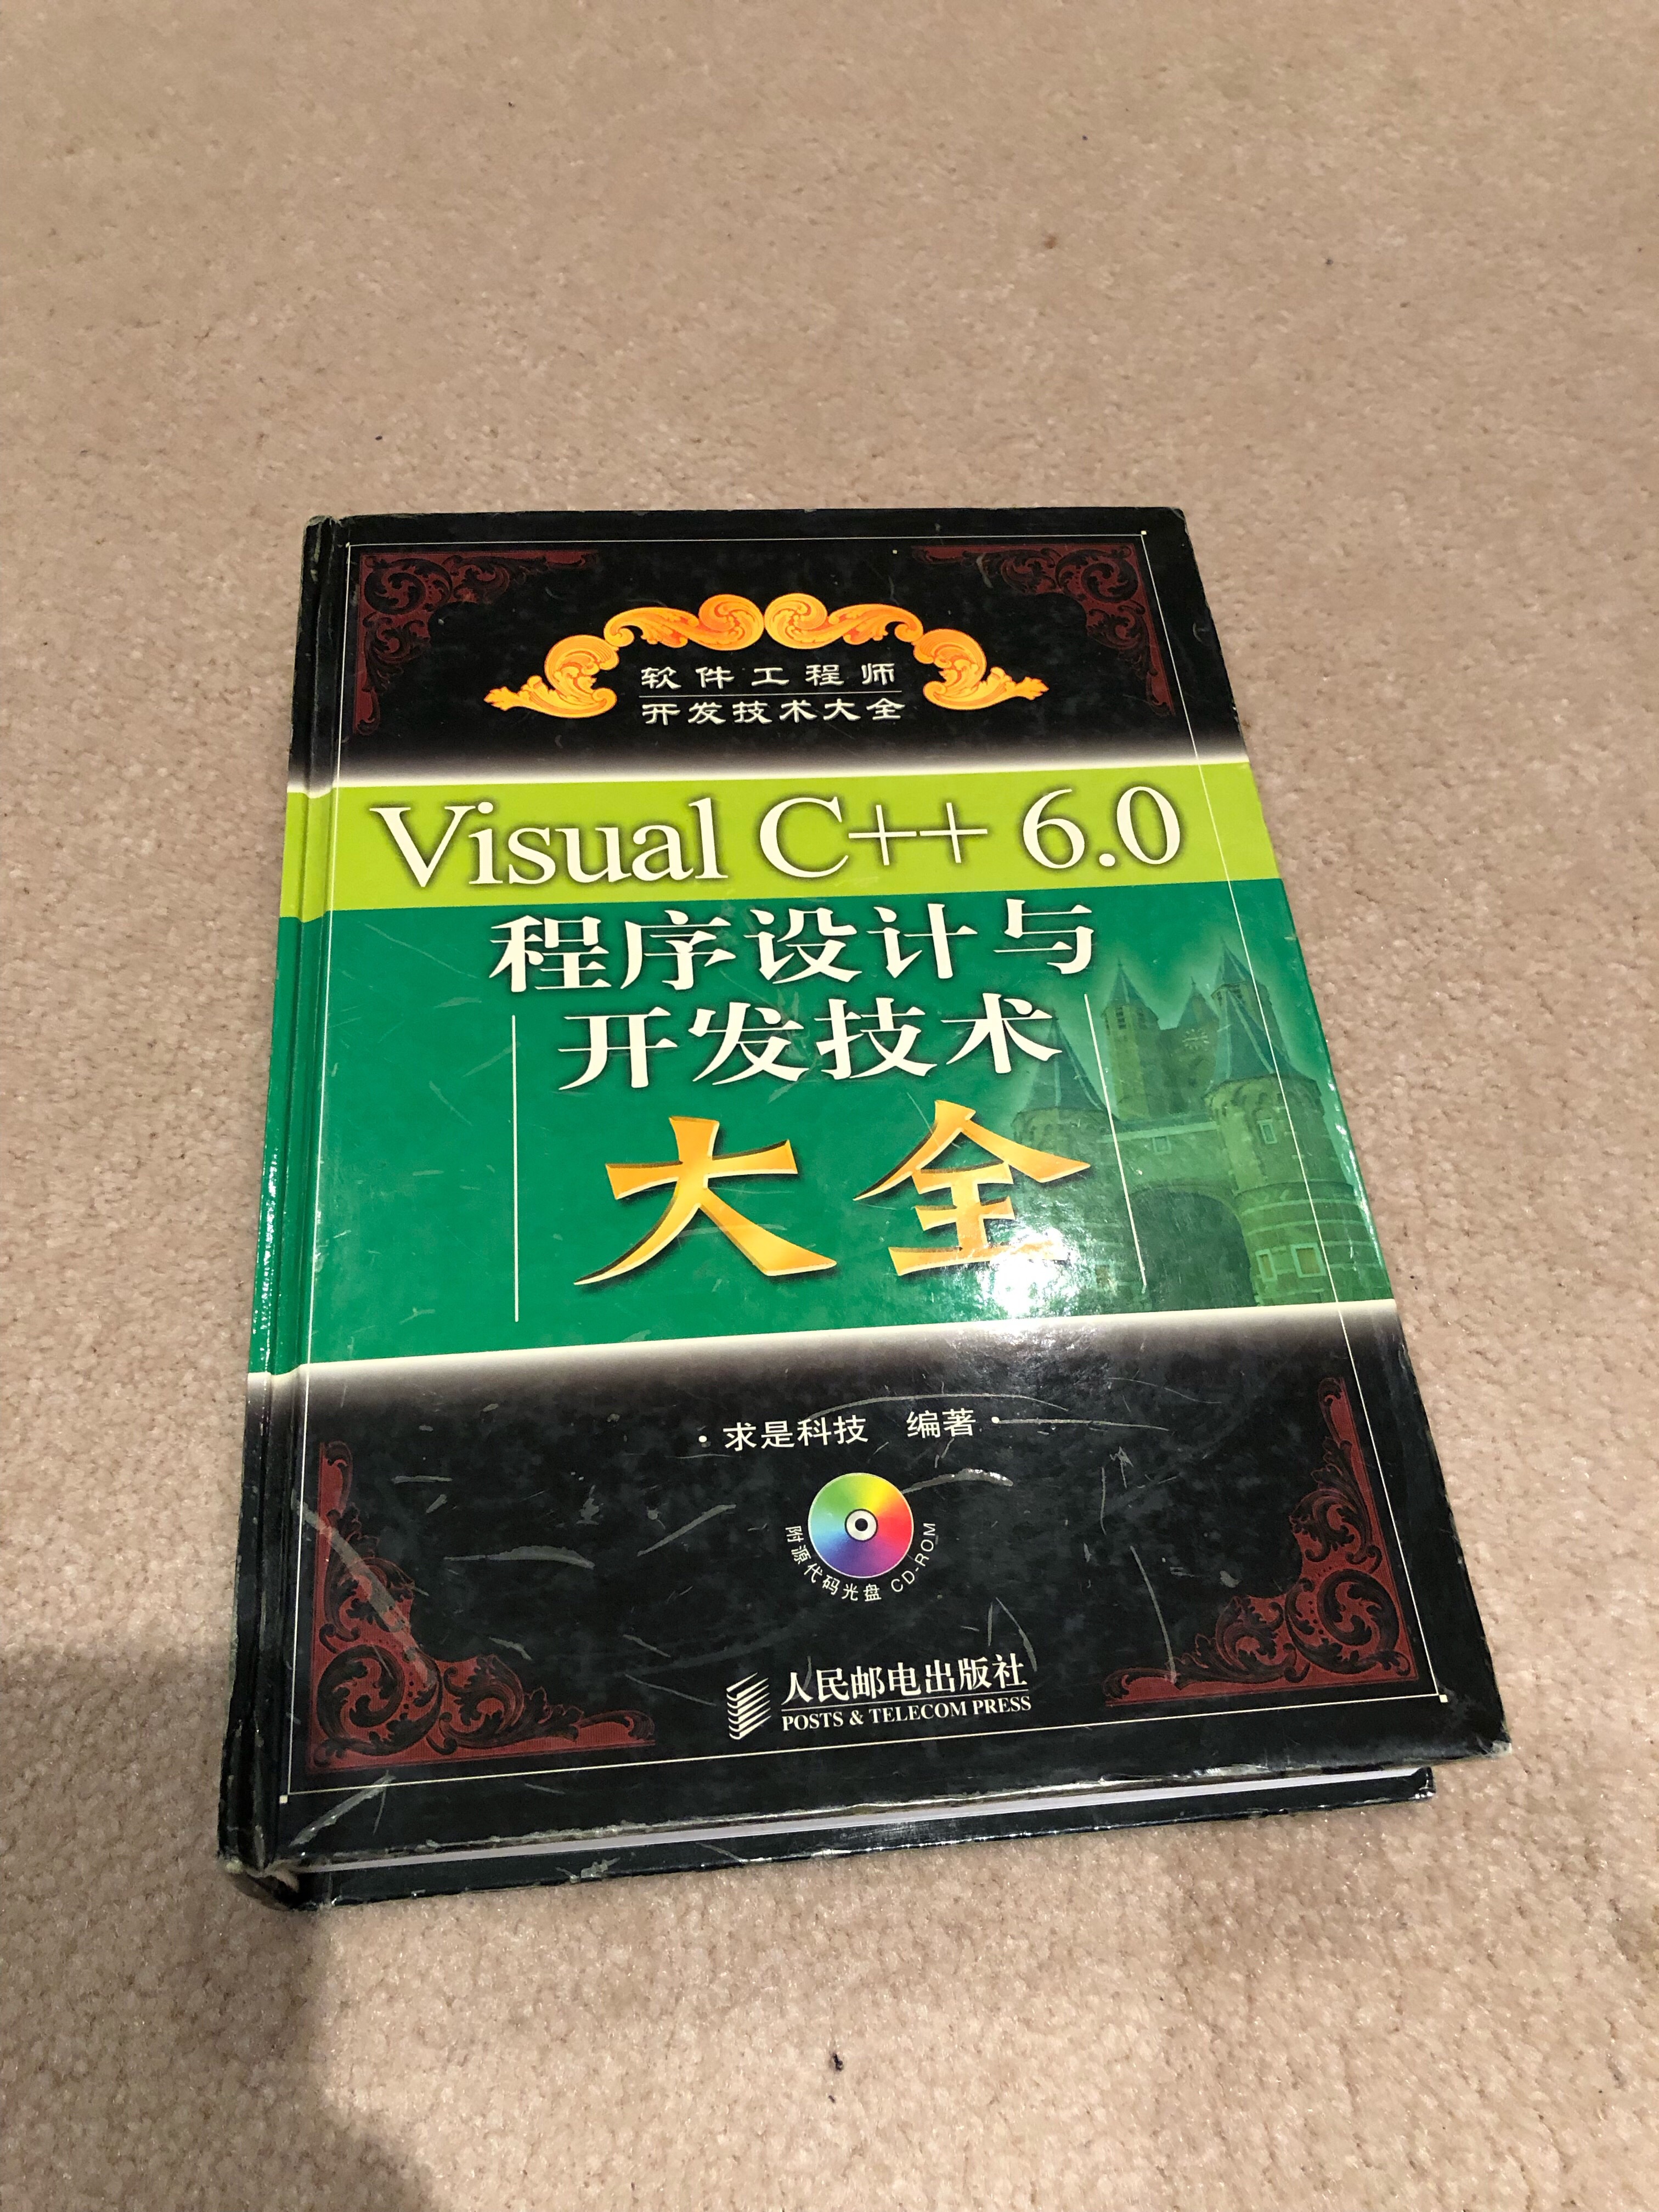 软件工程师
开发技术大全
Visual C++ 6.0
程序设计与
开发技术
大全
·求是科技 编著·
附源代码光盘 CD-ROM
人民邮电出版社
POSTS & TELECOM PRESS